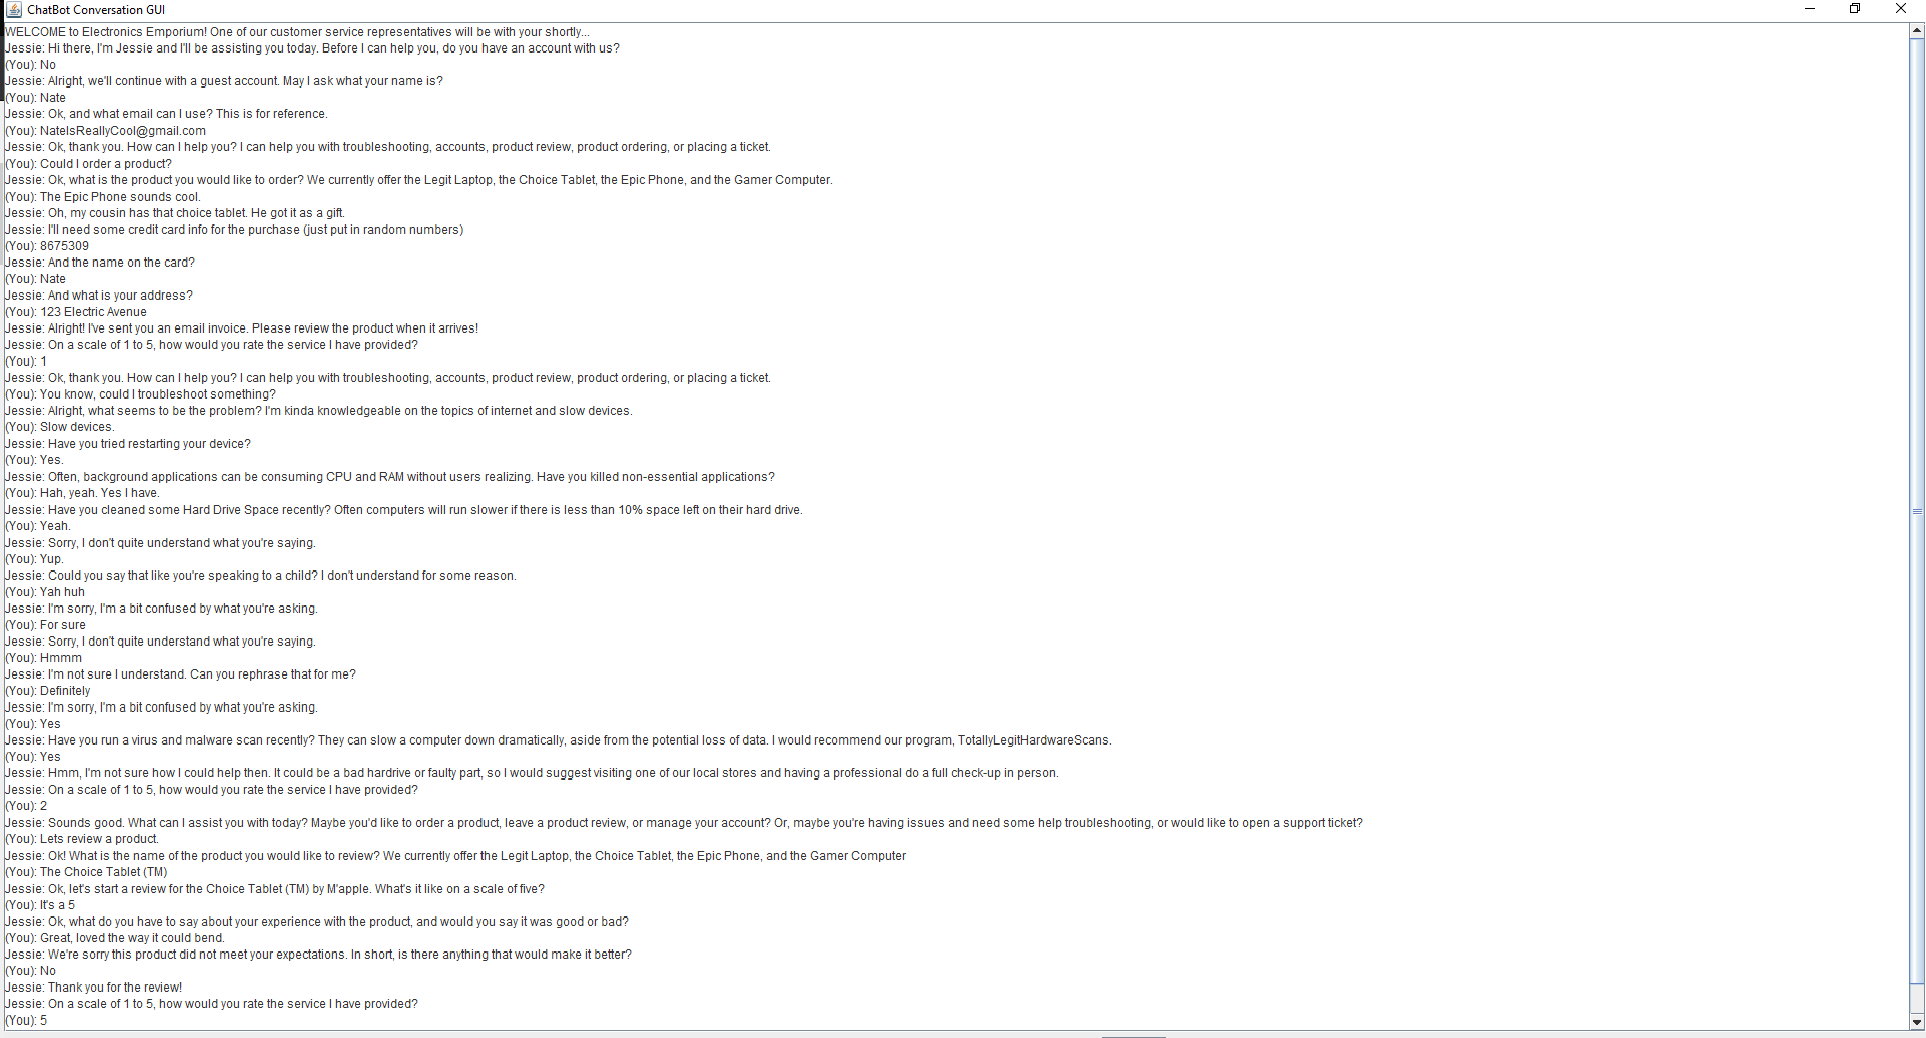 ChatBot Conversation GUI
WELCOME to Electronics Emporium! One of our customer service representatives will be with your shortly...
Jessie: Hi there, I'm Jessie and I'll be assisting you today. Before I can help you, do you have an account with us?
(You): No
Jessie: Alright, we'll continue with a guest account. May I ask what your name is?
(You): Nate
Jessie: Ok, and what email can I use? This is for reference.
(You): NateIsReallyCool@gmail.com
Jessie: Ok, thank you. How can I help you? I can help you with troubleshooting, accounts, product review, product ordering, or placing a ticket.
(You): Could I order a product?
Jessie: Ok, what is the product you would like to order? We currently offer the Legit Laptop, the Choice Tablet, the Epic Phone, and the Gamer Computer.
(You): The Epic Phone sounds cool.
Jessie: Oh, my cousin has that choice tablet. He got it as a gift.
Jessie: I'll need some credit card info for the purchase (just put in random numbers)
(You): 8675309
Jessie: And the name on the card?
(You): Nate
Jessie: And what is your address?
(You): 123 Electric Avenue
Jessie: Alright! I've sent you an email invoice. Please review the product when it arrives!
Jessie: On a scale of 1 to 5, how would you rate the service I have provided?
(You): 1
Jessie: Ok, thank you. How can I help you? I can help you with troubleshooting, accounts, product review, product ordering, or placing a ticket.
(You): You know, could I troubleshoot something?
Jessie: Alright, what seems to be the problem? I'm kinda knowledgeable on the topics of internet and slow devices.
(You): Slow devices.
Jessie: Have you tried restarting your device?
(You): Yes.
Jessie: Often, background applications can be consuming CPU and RAM without users realizing. Have you killed non-essential applications?
(You): Hah, yeah. Yes I have.
Jessie: Have you cleaned some Hard Drive Space recently? Often computers will run slower if there is less than 10% space left on their hard drive.
(You): Yeah.
Jessie: Sorry, I don't quite understand what you're saying.
(You): Yup.
Jessie: Could you say that like you're speaking to a child? I don't understand for some reason.
(You): Yah huh
Jessie: I'm sorry, I'm a bit confused by what you're asking.
(You): For sure
Jessie: Sorry, I don't quite understand what you're saying.
(You): Hmmm
Jessie: I'm not sure I understand. Can you rephrase that for me?
(You): Definitely
Jessie: I'm sorry, I'm a bit confused by what you're asking.
(You): Yes
Jessie: Have you run a virus and malware scan recently? They can slow a computer down dramatically, aside from the potential loss of data. I would recommend our program, TotallyLegitHardwareScans.
(You): Yes
Jessie: Hmm, I'm not sure how I could help then. It could be a bad hardrive or faulty part, so I would suggest visiting one of our local stores and having a professional do a full check-up in person.
Jessie: On a scale of 1 to 5, how would you rate the service I have provided?
(You): 2
Jessie: Sounds good. What can I assist you with today? Maybe you'd like to order a product, leave a product review, or manage your account? Or, maybe you're having issues and need some help troubleshooting, or would like to open a support ticket?
(You): Lets review a product.
Jessie: Ok! What is the name of the product you would like to review? We currently offer the Legit Laptop, the Choice Tablet, the Epic Phone, and the Gamer Computer
(You): The Choice Tablet (TM)
Jessie: Ok, let's start a review for the Choice Tablet (TM) by M'apple. What's it like on a scale of five?
(You): It's a 5
Jessie: Ok, what do you have to say about your experience with the product, and would you say it was good or bad?
(You): Great, loved the way it could bend.
Jessie: We're sorry this product did not meet your expectations. In short, is there anything that would make it better?
(You): No
Jessie: Thank you for the review!
Jessie: On a scale of 1 to 5, how would you rate the service I have provided?
(You): 5